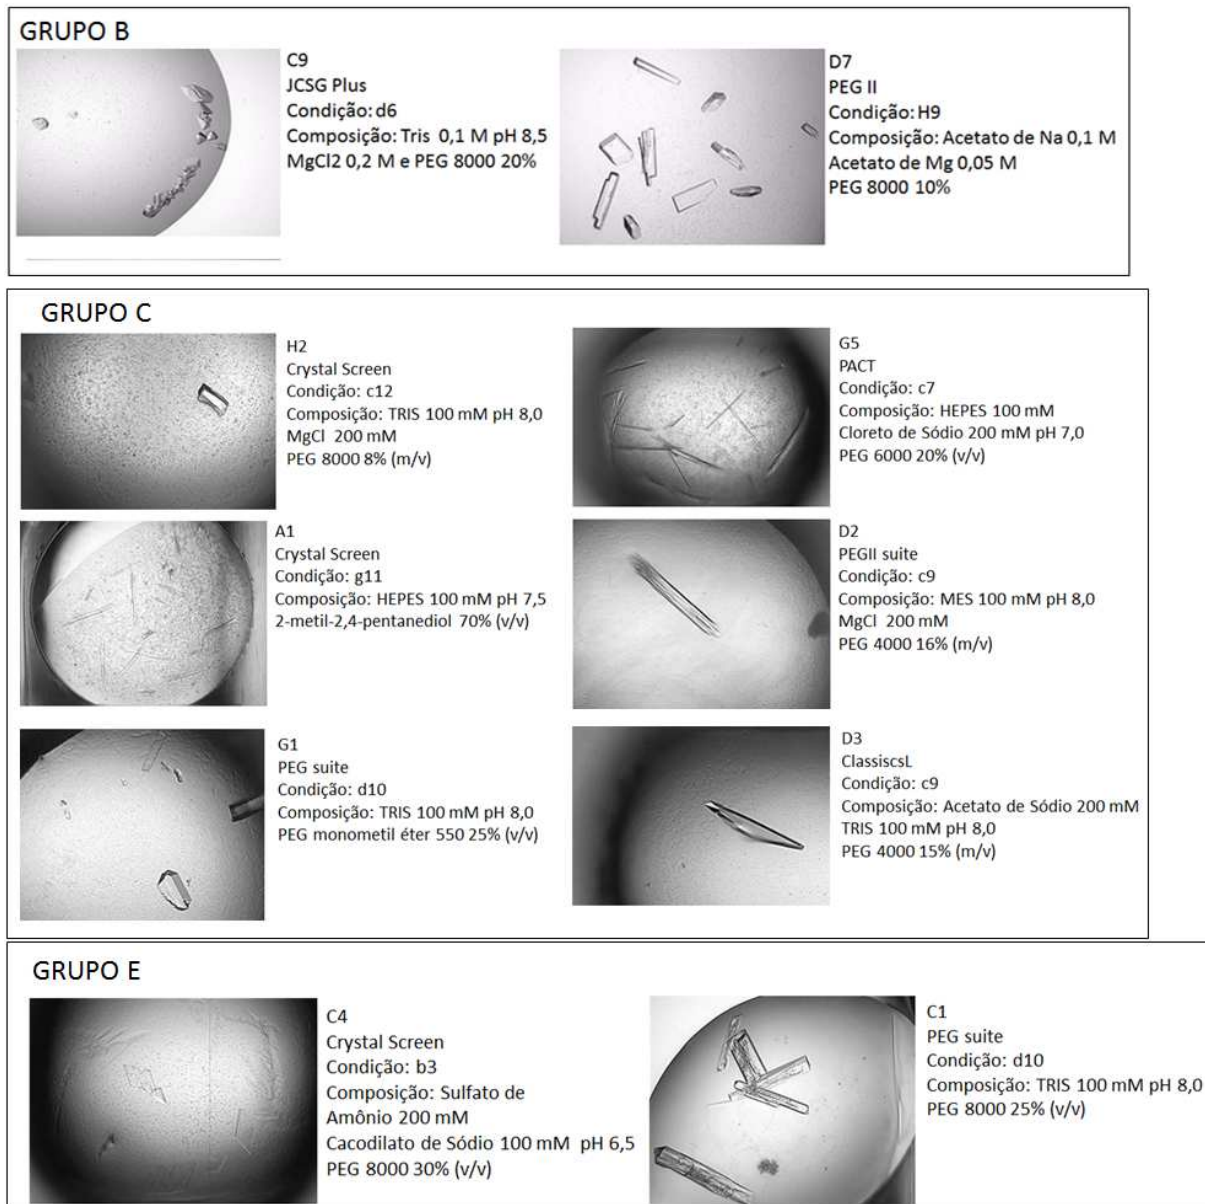 GRUPO B
C9
JCSG Plus
Condição: d6
Composição: Tris 0,1 M pH 8,5
MgCl2 0,2 M e PEG 8000 20%
D7
PEG II
Condição: H9
Composição: Acetato de Na 0,1 M
Acetato de Mg 0,05 M
PEG 8000 10%
GRUPO C
H2
Crystal Screen
Condição: c12
Composição: TRIS 100 mM pH 8,0
MgCl 200 mM
PEG 8000 8% (m/v)
G5
PACT
Condição: c7
Composição: HEPES 100 mM
Cloreto de Sódio 200 mM pH 7,0
PEG 6000 20% (v/v)
A1
Crystal Screen
Condição: g11
Composição: HEPES 100 mM pH 7,5
2-metil-2,4-pentanediol 70% (v/v)
D2
PEGII suite
Condição: c9
Composição: MES 100 mM pH 8,0
MgCl 200 mM
PEG 4000 16% (m/v)
G1
PEG suite
Condição: d10
Composição: TRIS 100 mM pH 8,0
PEG monometil éter 550 25% (v/v)
D3
ClassiscsL
Condição: c9
Composição: Acetato de Sódio 200 mM
TRIS 100 mM pH 8,0
PEG 4000 15% (m/v)
GRUPO E
C4
Crystal Screen
Condição: b3
Composição: Sulfato de
Amônio 200 mM
Cacodilato de Sódio 100 mM pH 6,5
PEG 8000 30% (v/v)
C1
PEG suite
Condição: d10
Composição: TRIS 100 mM pH 8,0
PEG 8000 25% (v/v)